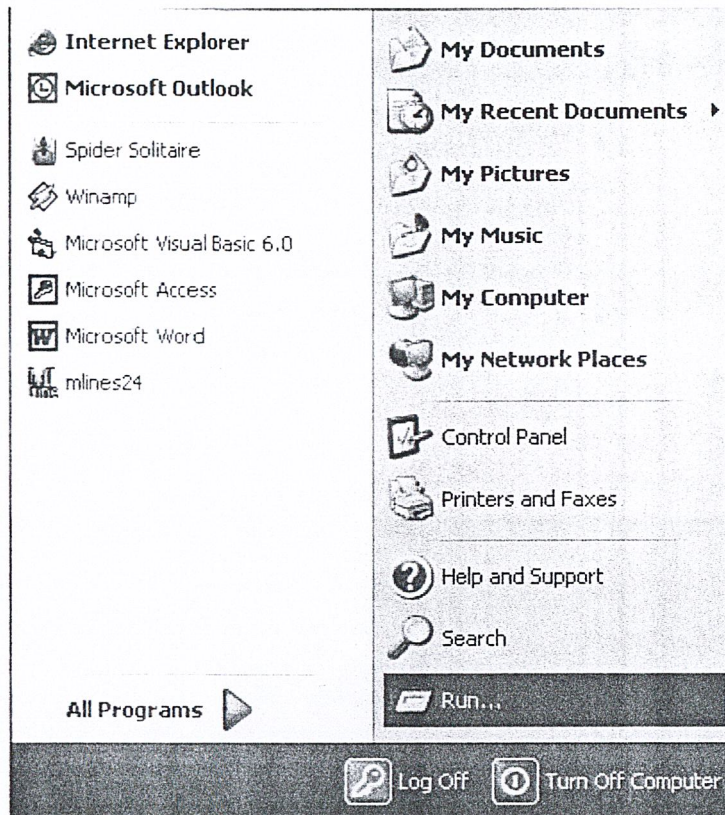 Internet Explorer
Microsoft Outlook
Spider Solitaire
Winamp
Microsoft Visual Basic 6.0
Microsoft Access
Microsoft Word
mlines24
All Programs
My Documents
My Recent Documents
My Pictures
My Music
My Computer
My Network Places
Control Panel
Printers and Faxes
Help and Support
Search
Run...
Log Off
Turn Off Computer